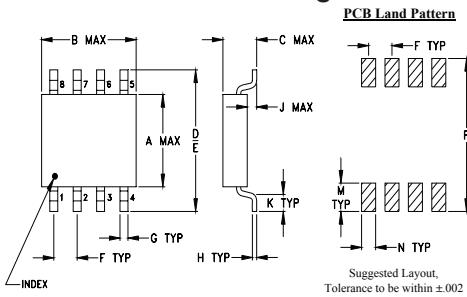 PCB Land Pattern
B MAX
C MAX
F TYP
8 7 6 5
J MAX
A MAX
D
E
P
K TYP
M
TYP
1 2 3 4
G TYP
H TYP
N TYP
F TYP
INDEX
Suggested Layout,
Tolerance to be within ±.002